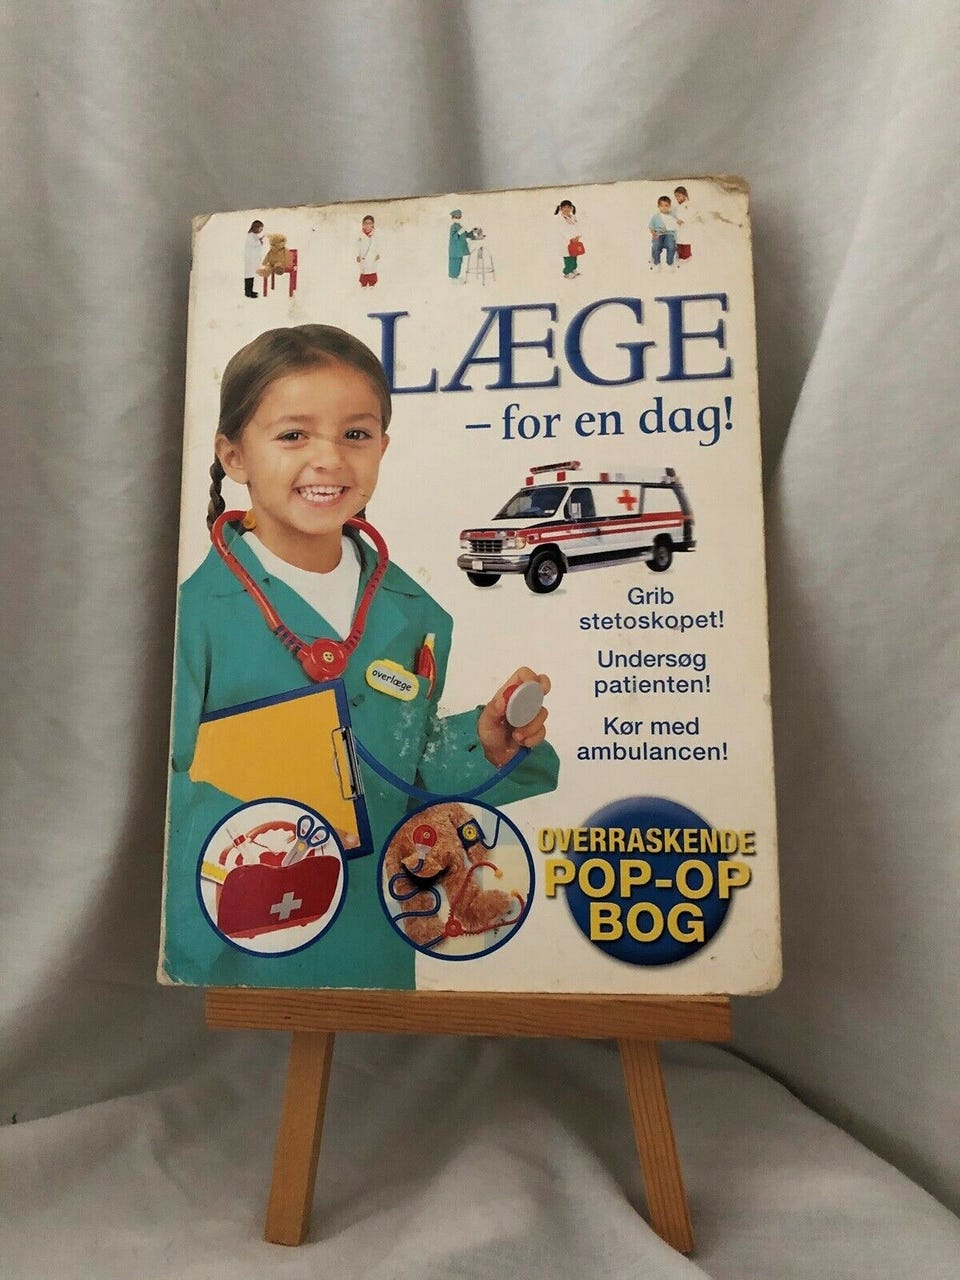 LÆGE
– for en dag!
Grib
stetoskopet!
Undersøg
patienten!
Kør med
ambulancen!
overlæge
OVERRASKENDE
POP-OP
BOG